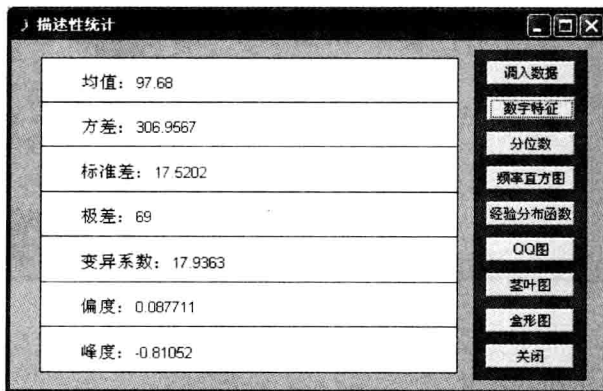 描述性统计
均值：97.68
方差：306.9567
标准差：17.5202
极差：69
变异系数：17.9363
偏度：0.087711
峰度：-0.81052
调入数据
数字特征
分位数
频率直方图
经验分布函数
QQ图
茎叶图
盒形图
关闭